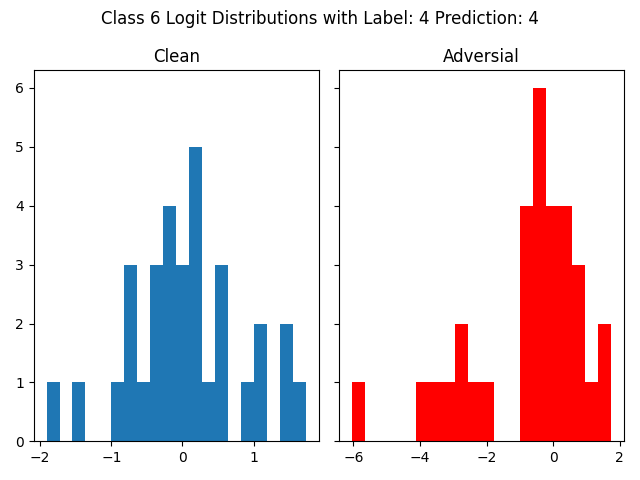 Class 6 Logit Distributions with Label: 4 Prediction: 4
Clean
Adversial
6
5
4
3
2
1
0
−2 −1 0 1
−6 −4 −2 0 2